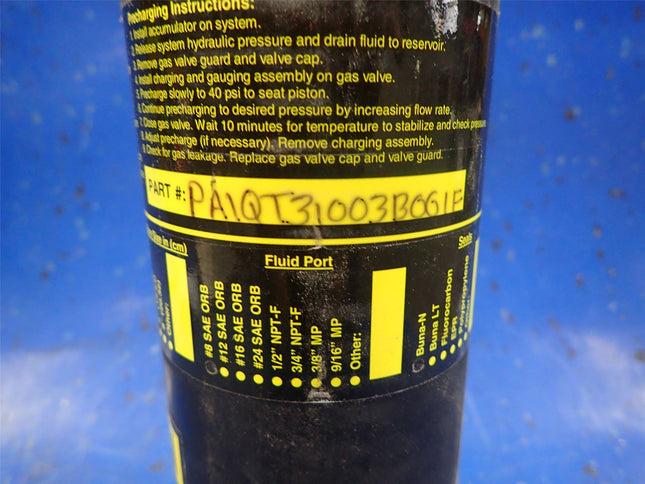 Precharging Instructions:
1. Install accumulator on system.
2. Release system hydraulic pressure and drain fluid to reservoir.
3. Remove gas valve guard and valve cap.
4. Install charging and gauging assembly on gas valve.
5. Precharge slowly to 40 psi to seat piston.
6. Continue precharging to desired pressure by increasing flow rate.
7. Close gas valve. Wait 10 minutes for temperature to stabilize and check pressure.
8. Adjust precharge (if necessary). Remove charging assembly.
9. Check for gas leakage. Replace gas valve cap and valve guard.
PART #: PA1QT31003B061F
in (cm)
Other
Fluid Port
#8 SAE ORB
#12 SAE ORB
#16 SAE ORB
#24 SAE ORB
1/2" NPT-F
3/4" NPT-F
3/8" MP
9/16" MP
Other:
Seals
Buna-N
Buna LT
Fluorocarbon
EPR
Polypropylene